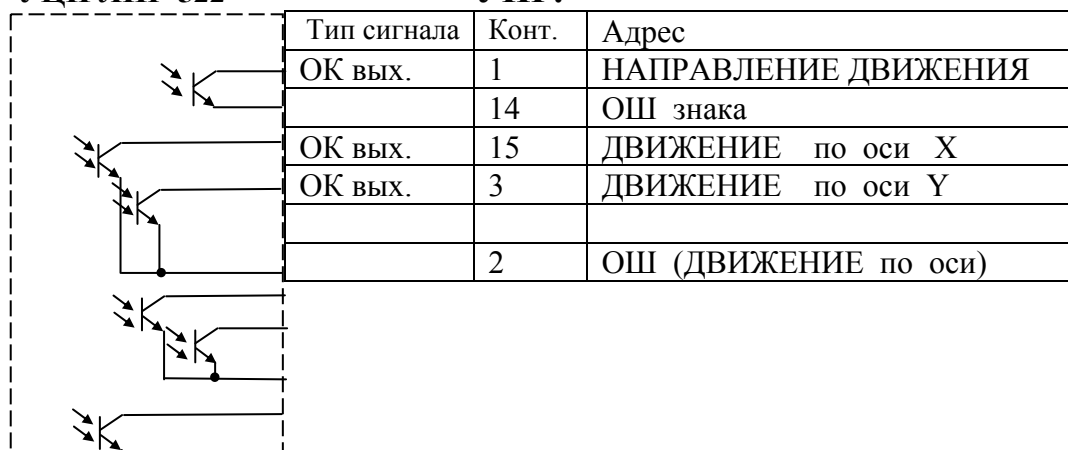 Тип сигнала Конт. Адрес
ОК вых. 1 НАПРАВЛЕНИЕ ДВИЖЕНИЯ
14 ОШ знака
ОК вых. 15 ДВИЖЕНИЕ по оси X
ОК вых. 3 ДВИЖЕНИЕ по оси Y
2 ОШ (ДВИЖЕНИЕ по оси)